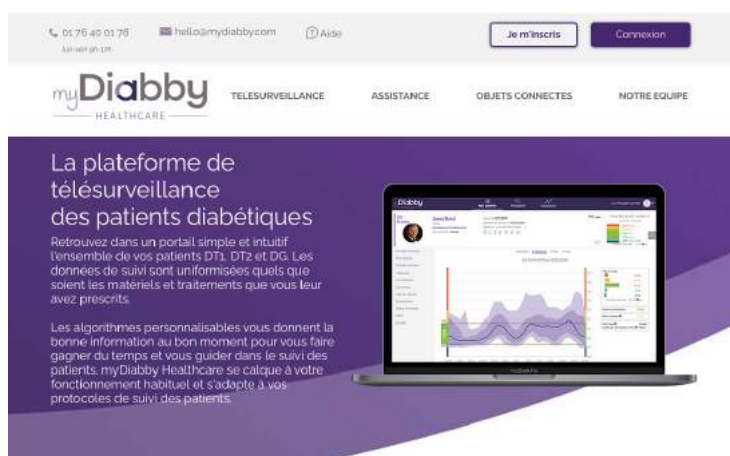 01 76 40 01 78
hello@mydiabby.com
Aide
Je m'inscris
Connexion
myDiabby
HEALTHCARE
TELESURVEILLANCE
ASSISTANCE
OBJETS CONNECTES
NOTRE EQUIPE
La plateforme de
télésurveillance
des patients diabétiques
Retrouvez dans un portail simple et intuitif
l'ensemble de vos patients DT1, DT2 et DG. Les
données de suivi sont uniformisées quels que
soient les matériels et traitements que vous leur
avez prescrits.
Les algorithmes personnalisables vous donnent la
bonne information au bon moment pour vous faire
gagner du temps et vous guider dans le suivi des
patients. myDiabby Healthcare se calque à votre
fonctionnement habituel et s'adapte à vos
protocoles de suivi des patients.
Diabby